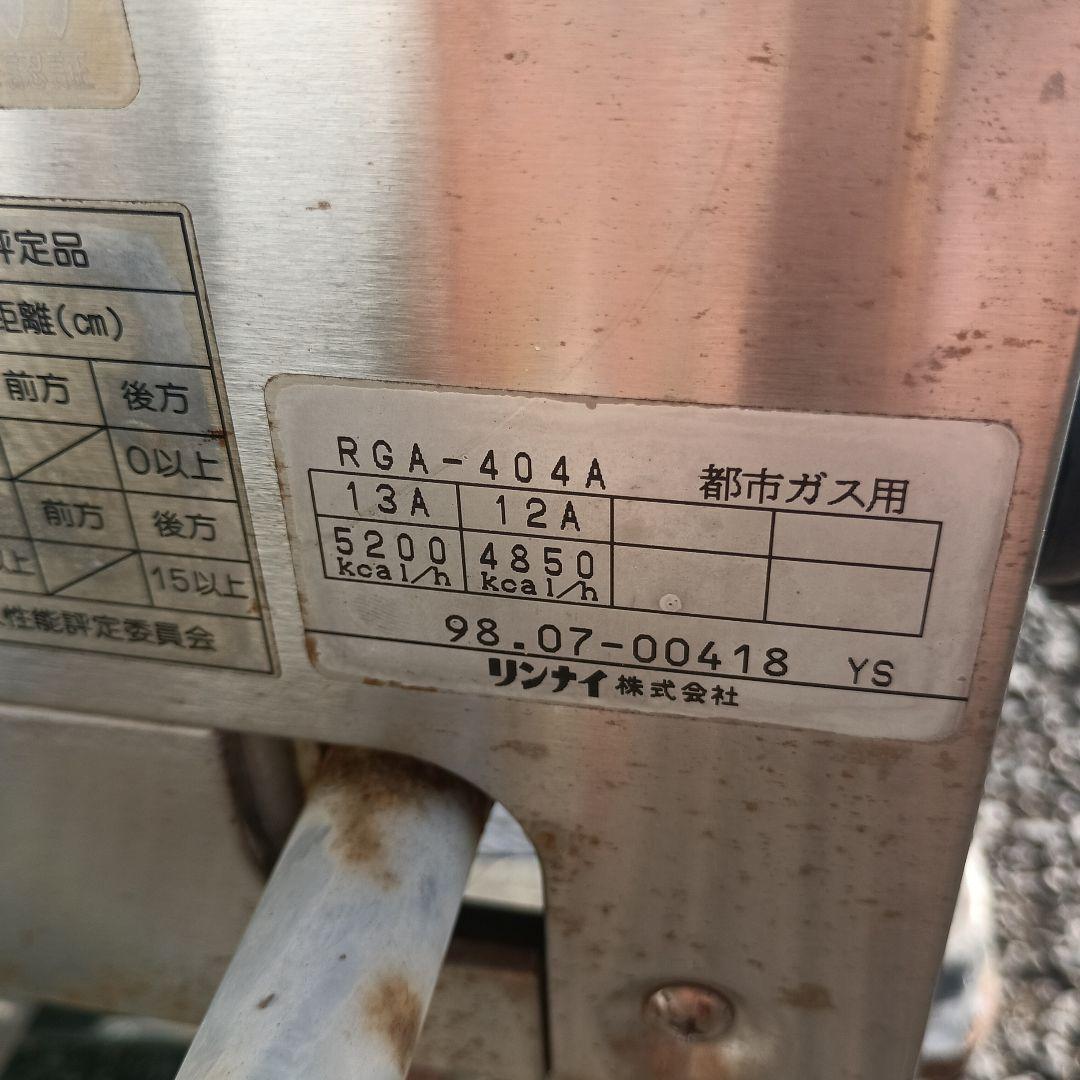 評定品
距離(cm)
前方 後方
0以上
前方 後方
以上 15以上
性能評定委員会
RGA-404A 都市ガス用
13A 12A
5200 kcal/h 4850 kcal/h
98.07-00418 YS
リンナイ株式会社